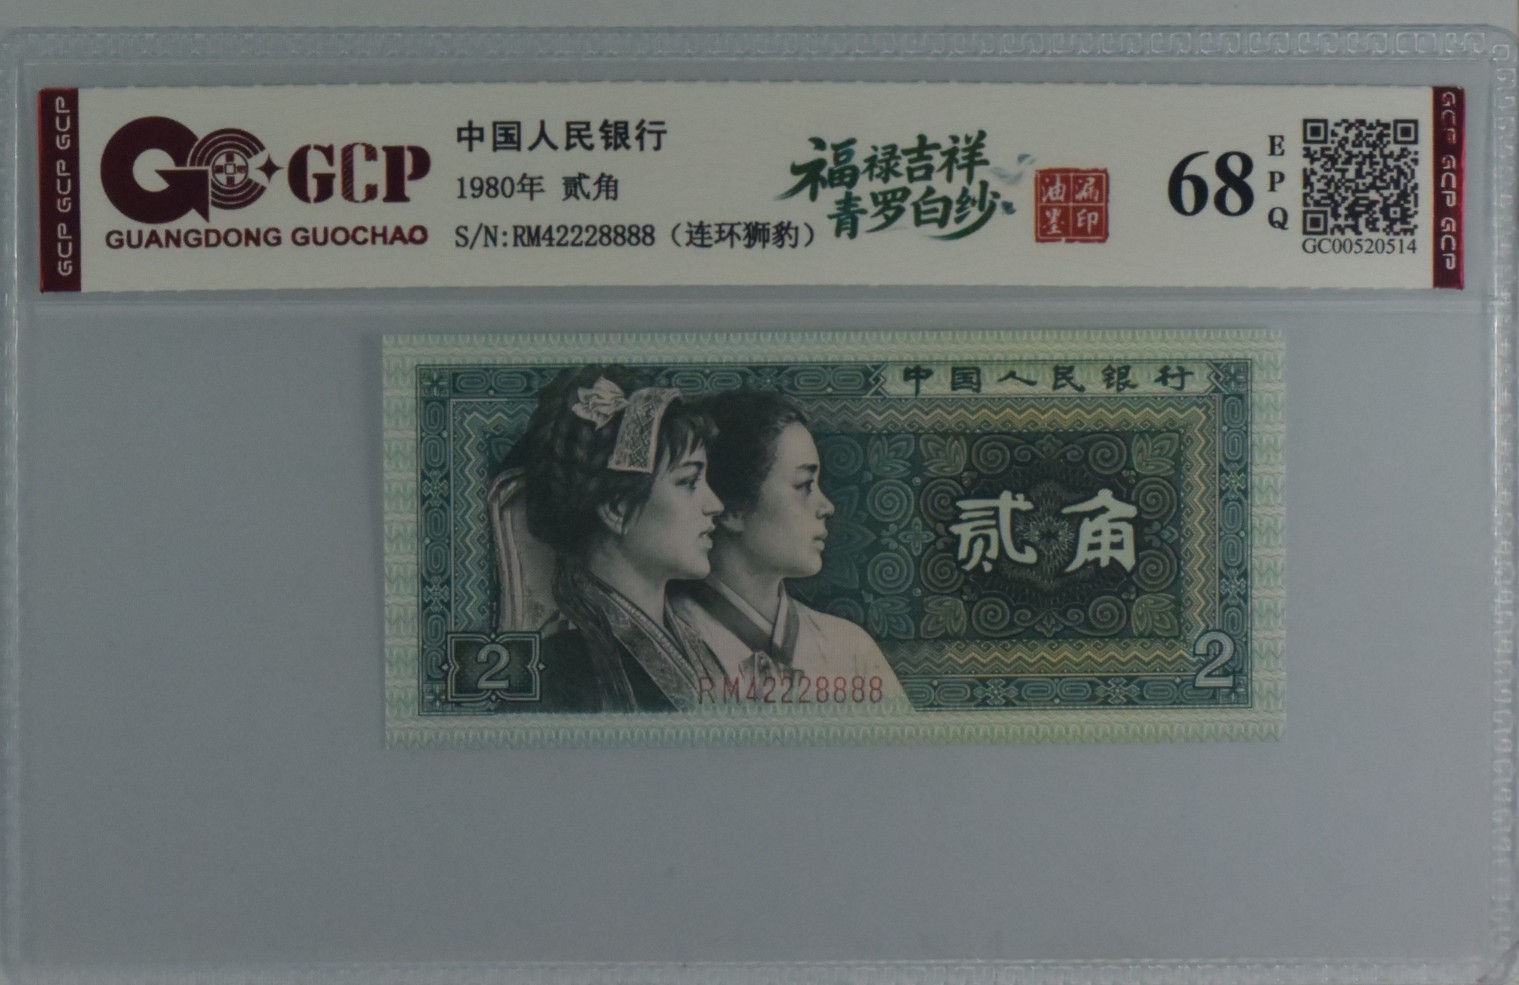 GCP GCP GCP
GCP
GUANGDONG GUOCHAO
中国人民银行
1980年 贰角
S/N:RM42228888（连环狮豹）
福禄吉祥
青罗白纱
油漏
墨印
68
EPQ
GC00520514
GCP GCP GCP
中国人民银行
贰角
2
2
RM42228888